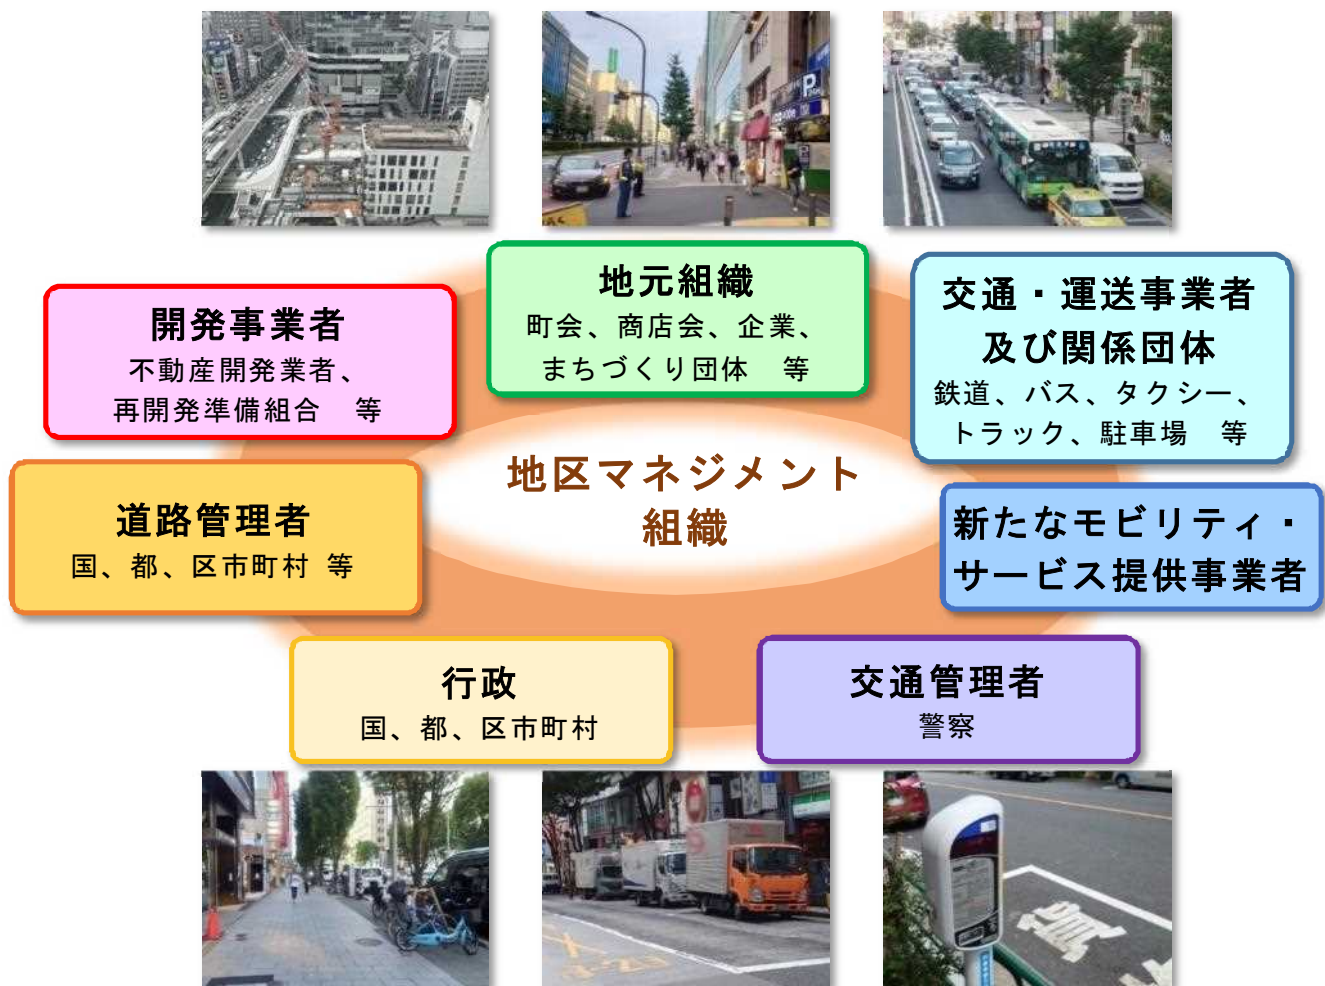 P
地元組織
町会、商店会、企業、
まちづくり団体　等
開発事業者
不動産開発業者、
再開発準備組合　等
交通・運送事業者
及び関係団体
鉄道、バス、タクシー、
トラック、駐車場　等
地区マネジメント
組織
道路管理者
国、都、区市町村 等
新たなモビリティ・
サービス提供事業者
行政
国、都、区市町村
交通管理者
警察